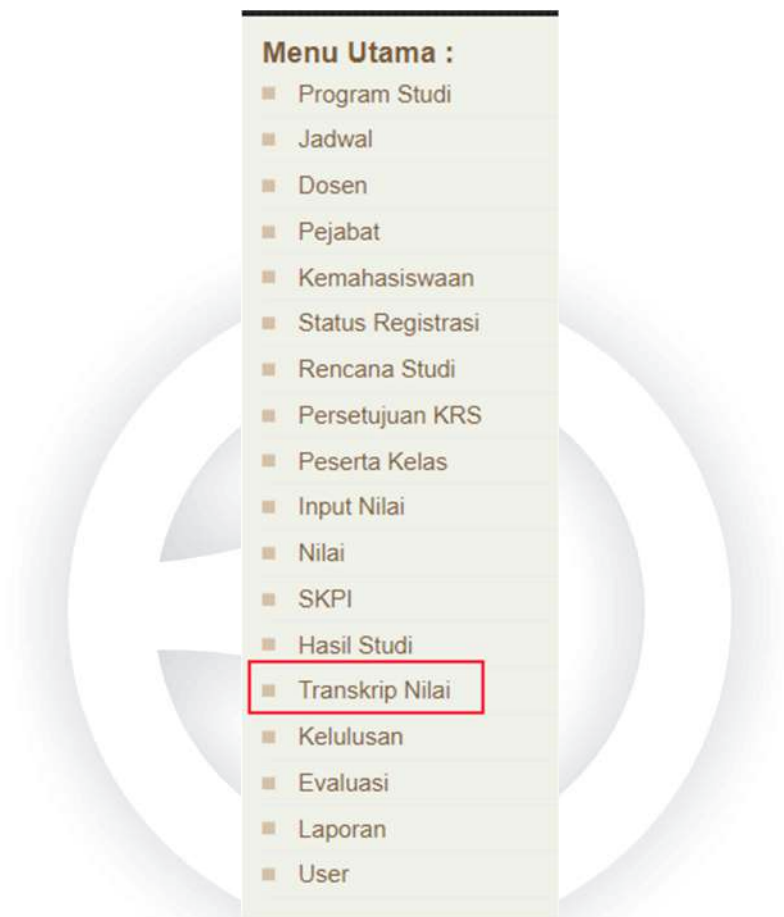 Menu Utama :
Program Studi
Jadwal
Dosen
Pejabat
Kemahasiswaan
Status Registrasi
Rencana Studi
Persetujuan KRS
Peserta Kelas
Input Nilai
Nilai
SKPI
Hasil Studi
Transkrip Nilai
Kelulusan
Evaluasi
Laporan
User